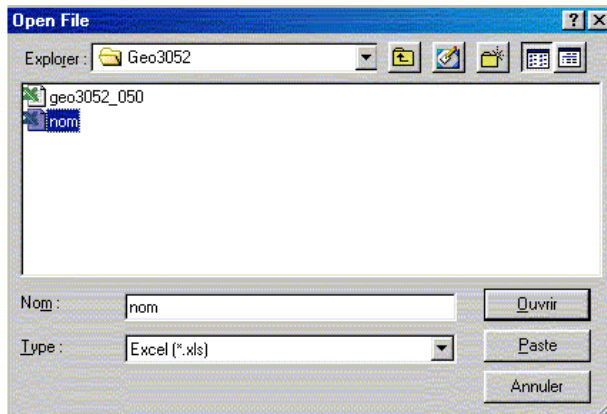 Open File
Explorer : Geo3052
geo3052_050
nom
Nom : nom Ouvrir
Type : Excel (*.xls) Paste
Annuler